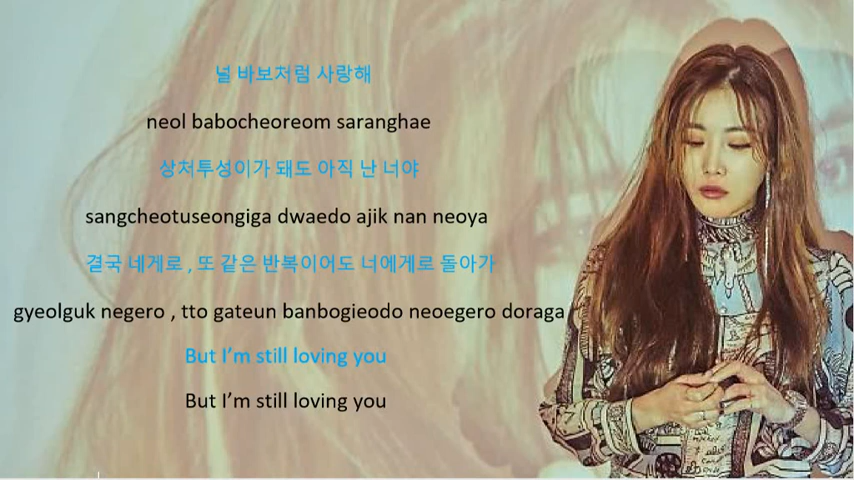 널 바보처럼 사랑해
neol babocheoreom saranghae
상처투성이가 돼도 아직 난 너야
sangcheotuseongiga dwaedo ajik nan neoya
결국 네게로 , 또 같은 반복이어도 너에게로 돌아가
gyeolguk negero , tto gateun banbogieodo neoegero doraga
But I'm still loving you
But I'm still loving you